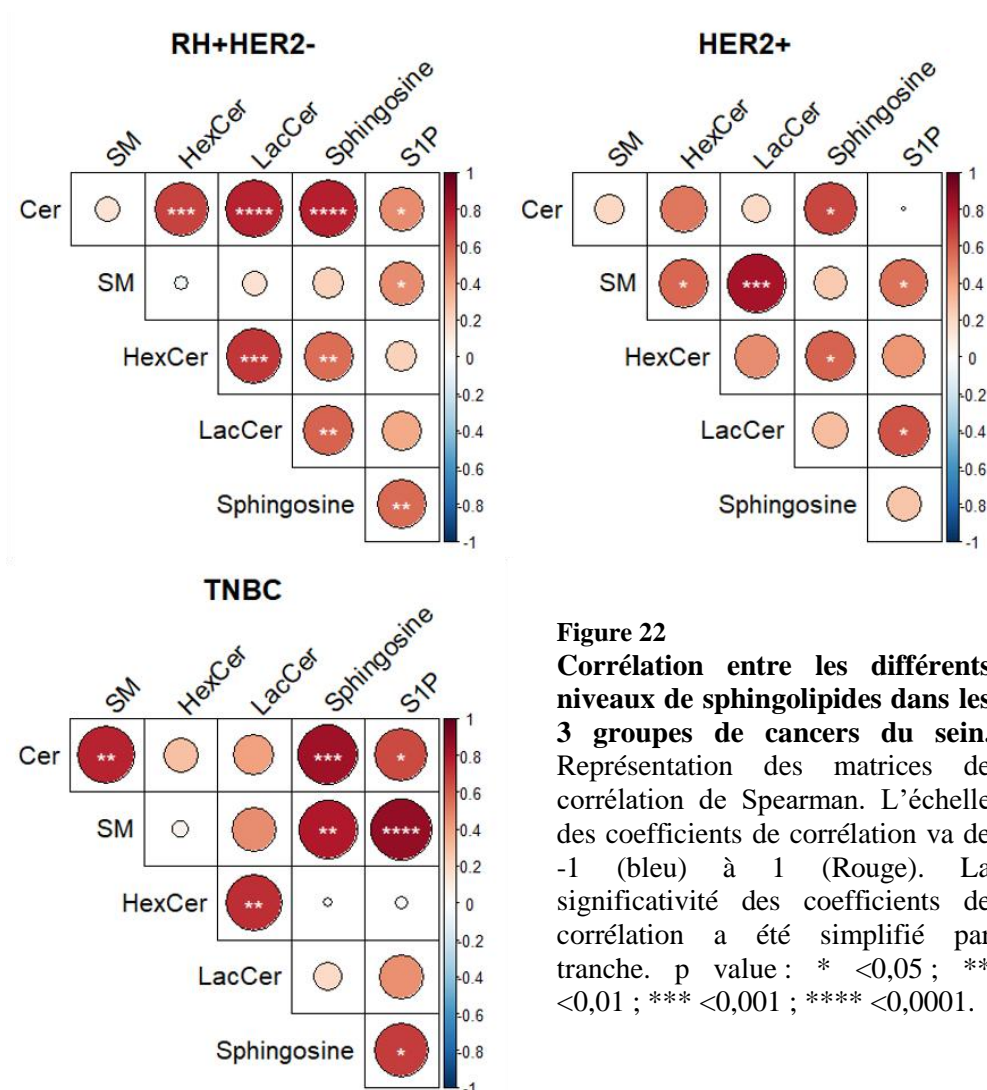 RH+HER2-
SM HexCer LacCer Sphingosine S1P
Cer *** **** **** *
SM *
HexCer *** **
LacCer **
Sphingosine **
1
0.8
0.6
0.4
0.2
0
-0.2
-0.4
-0.6
-0.8
-1
HER2+
SM HexCer LacCer Sphingosine S1P
Cer *
SM * *** *
HexCer *
LacCer *
Sphingosine
1
0.8
0.6
0.4
0.2
0
-0.2
-0.4
-0.6
-0.8
-1
TNBC
SM HexCer LacCer Sphingosine S1P
Cer ** *** *
SM ** ****
HexCer **
LacCer
Sphingosine *
1
0.8
0.6
0.4
0.2
0
-0.2
-0.4
-0.6
-0.8
-1
Figure 22
Corrélation entre les différents
niveaux de sphingolipides dans les
3 groupes de cancers du sein.
Représentation des matrices de
corrélation de Spearman. L’échelle
des coefficients de corrélation va de
-1 (bleu) à 1 (Rouge). La
significativité des coefficients de
corrélation a été simplifié par
tranche. p value : * <0,05 ; **
<0,01 ; *** <0,001 ; **** <0,0001.